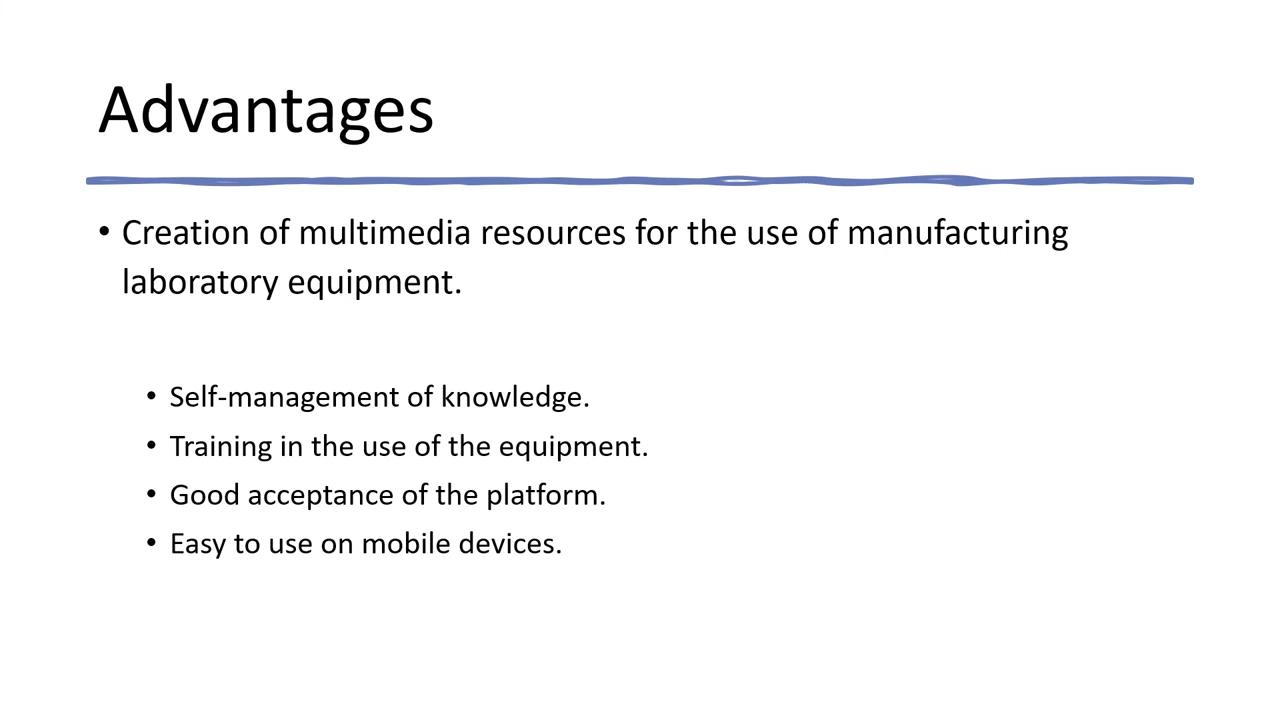 Advantages
• Creation of multimedia resources for the use of manufacturing
laboratory equipment.
• Self-management of knowledge.
• Training in the use of the equipment.
• Good acceptance of the platform.
• Easy to use on mobile devices.